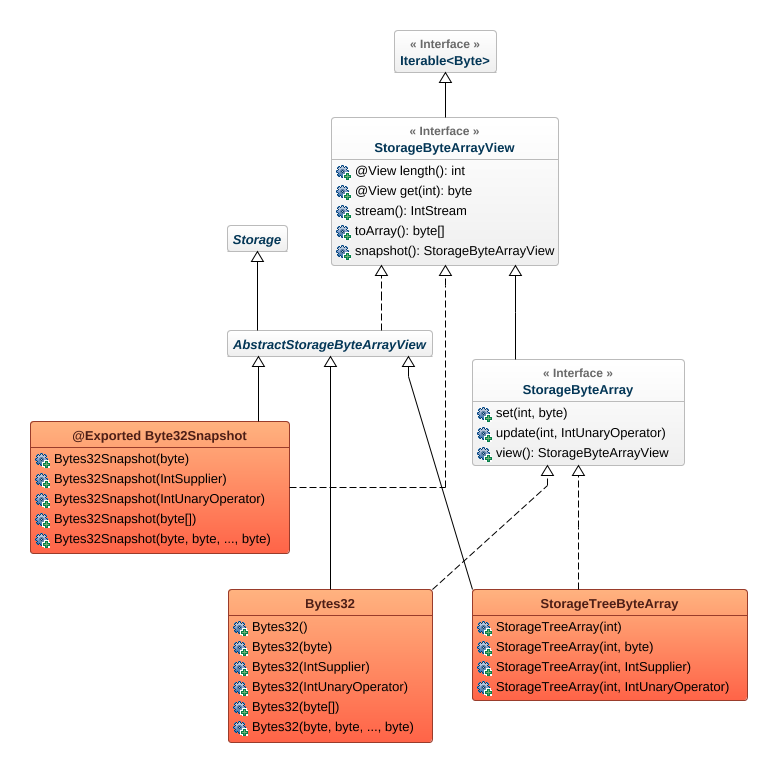 « Interface »
Iterable<Byte>
« Interface »
StorageByteArrayView
@View length(): int
@View get(int): byte
stream(): IntStream
toArray(): byte[]
snapshot(): StorageByteArrayView
Storage
AbstractStorageByteArrayView
« Interface »
StorageByteArray
set(int, byte)
update(int, IntUnaryOperator)
view(): StorageByteArrayView
@Exported Byte32Snapshot
Bytes32Snapshot(byte)
Bytes32Snapshot(IntSupplier)
Bytes32Snapshot(IntUnaryOperator)
Bytes32Snapshot(byte[])
Bytes32Snapshot(byte, byte, ..., byte)
Bytes32
Bytes32()
Bytes32(byte)
Bytes32(IntSupplier)
Bytes32(IntUnaryOperator)
Bytes32(byte[])
Bytes32(byte, byte, ..., byte)
StorageTreeByteArray
StorageTreeArray(int)
StorageTreeArray(int, byte)
StorageTreeArray(int, IntSupplier)
StorageTreeArray(int, IntUnaryOperator)